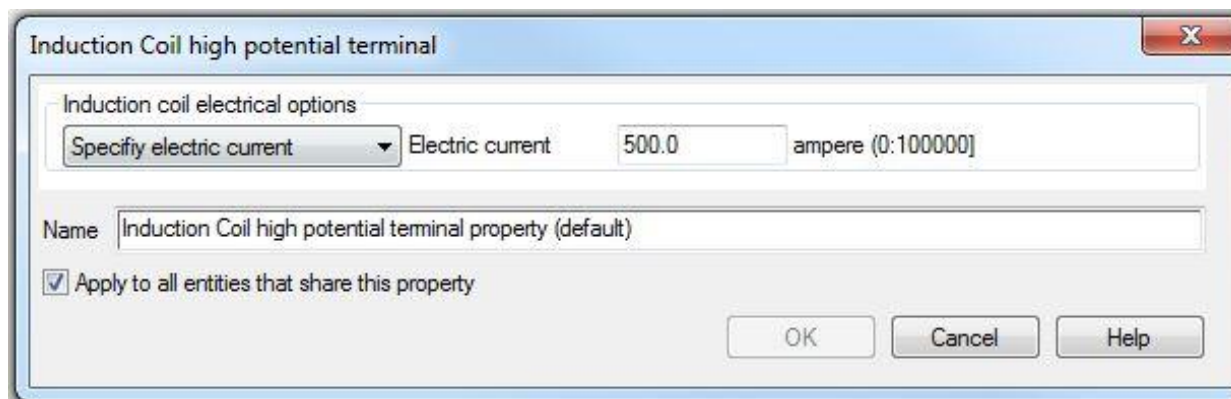 Induction Coil high potential terminal
Induction coil electrical options
Specifiy electric current Electric current 500.0 ampere (0:100000]
Name Induction Coil high potential terminal property (default)
Apply to all entities that share this property
OK Cancel Help